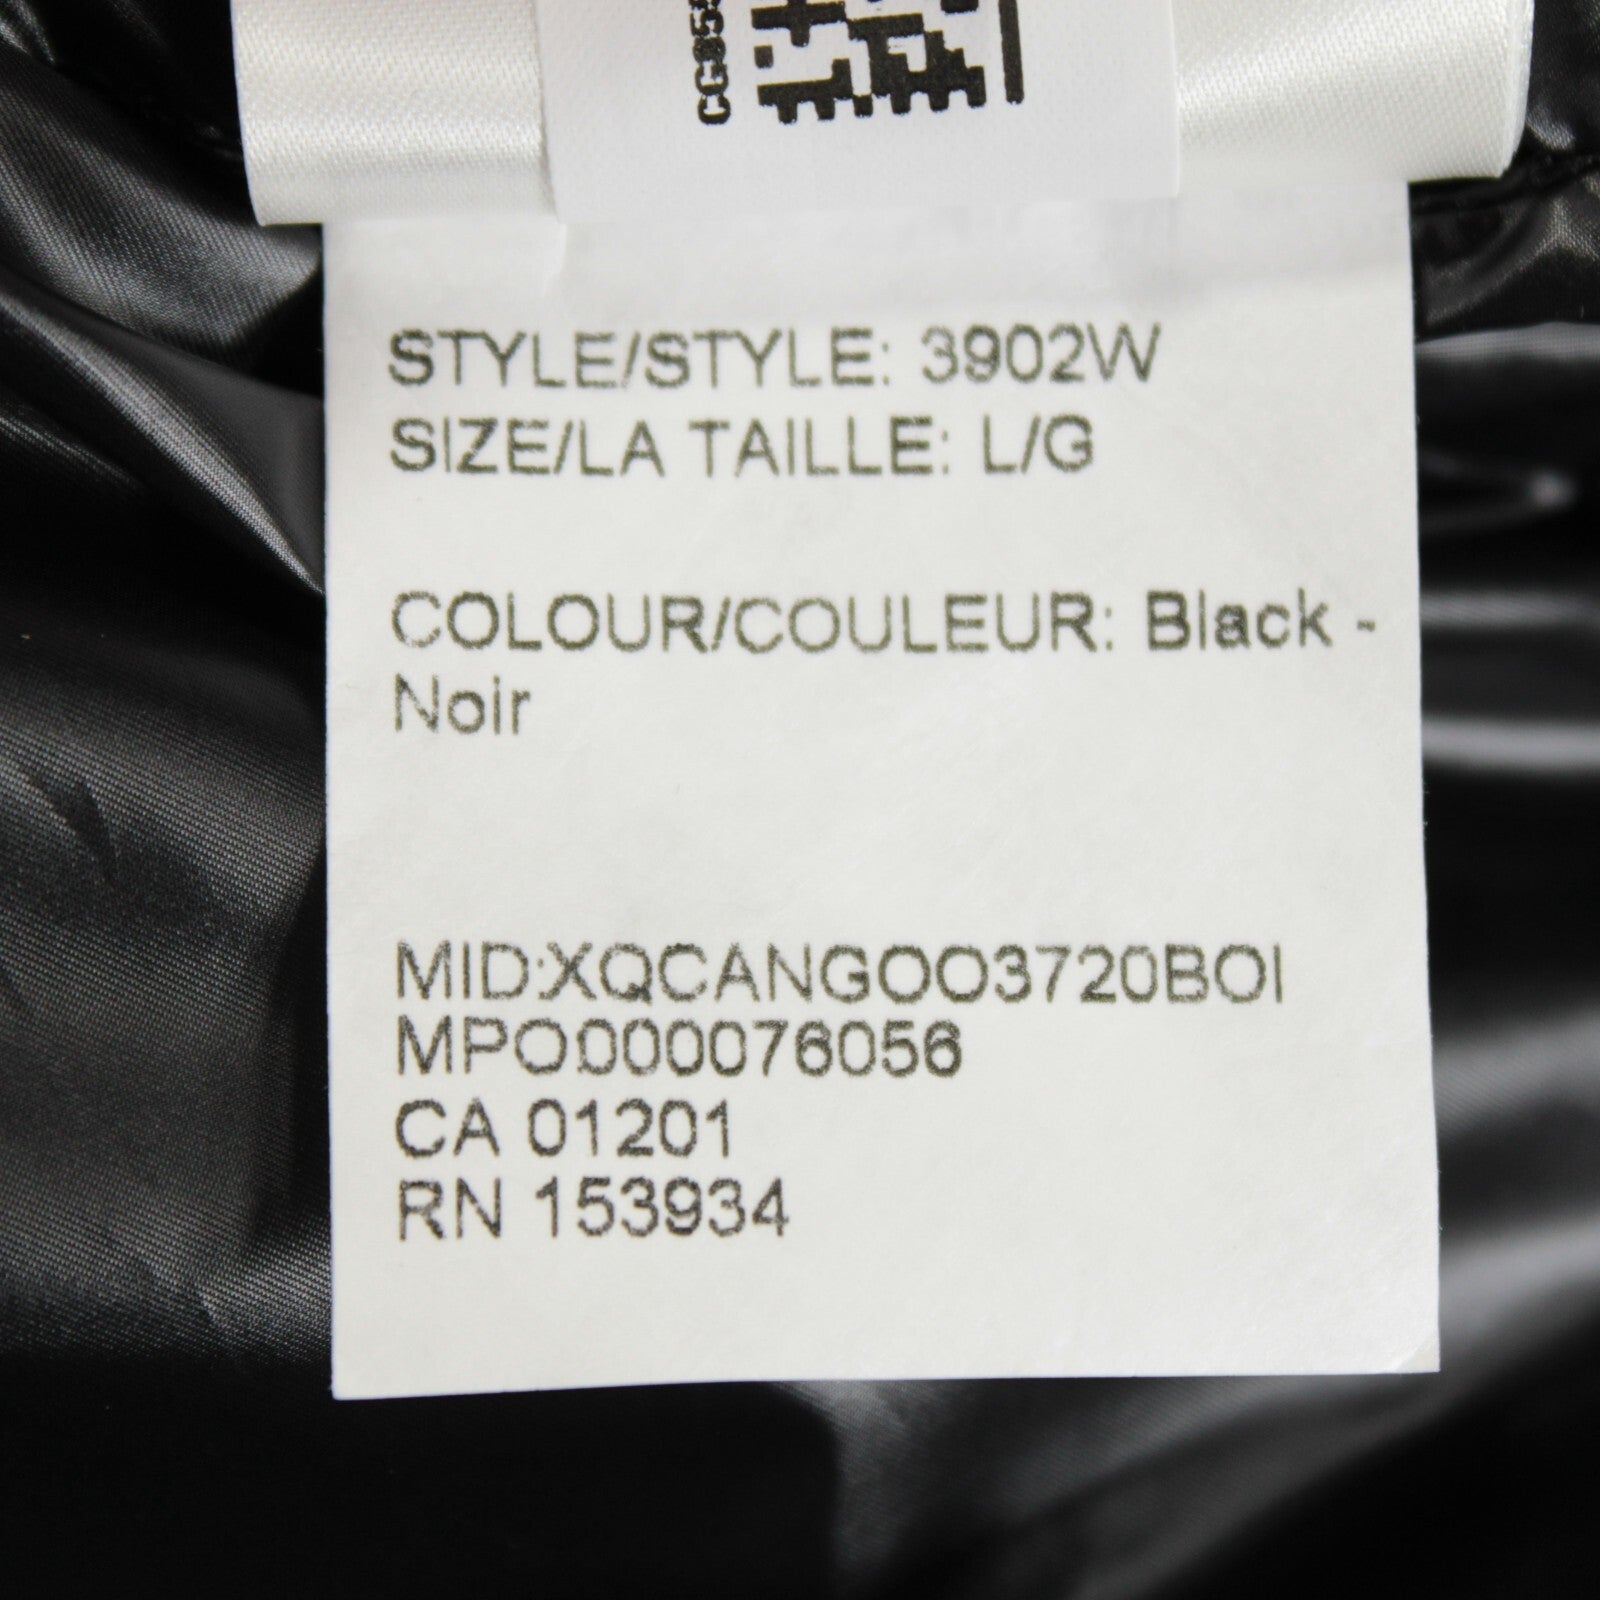 STYLE/STYLE: 3902W
SIZE/LA TAILLE: L/G
COLOUR/COULEUR: Black -
Noir
MID:XQCANGOO3720BOI
MPO000076056
CA 01201
RN 153934